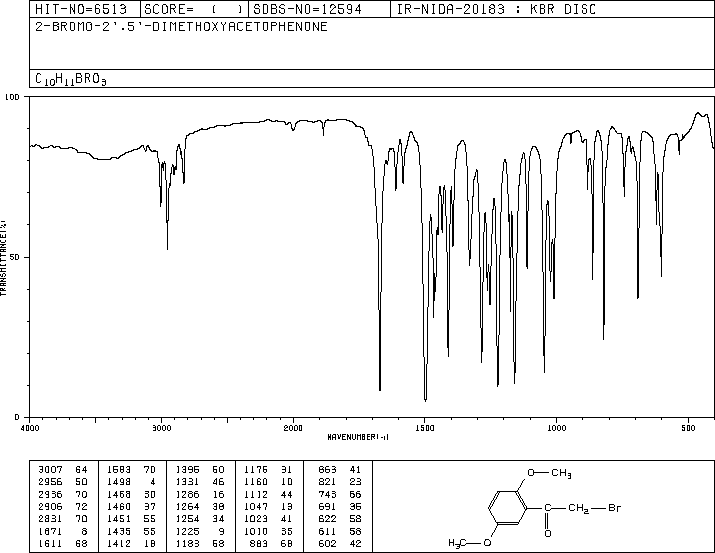 HIT-NO=6513 SCORE= ( ) SDBS-NO=12594 IR-NIDA-20183 : KBR DISC
2-BROMO-2'.5'-DIMETHOXYACETOPHENONE
C10H11BRO3
100
50
0
TRANSMITTANCE(%)
4000 3000 2000 1500 1000 500
WAVENUMBER(-1)
3007 64 1583 70 1395 50 1175 31 863 41
2956 50 1498 4 1331 46 1160 10 821 23
2936 70 1468 30 1286 16 1112 44 743 66
2906 72 1460 37 1264 38 1047 13 691 35
2831 70 1451 55 1254 34 1023 41 622 58
1671 8 1435 55 1225 9 1010 35 611 58
1611 68 1412 18 1183 58 883 68 602 42
O CH3
CH2 Br
O
H3C O